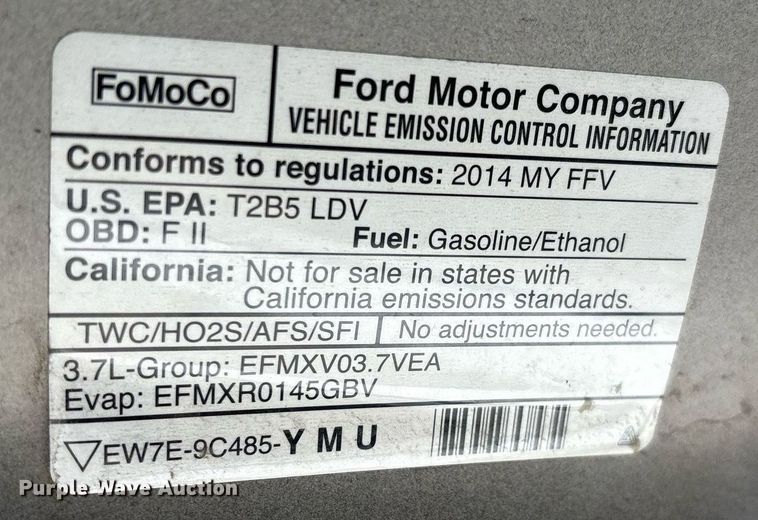 FoMoCo
Ford Motor Company
VEHICLE EMISSION CONTROL INFORMATION
Conforms to regulations: 2014 MY FFV
U.S. EPA: T2B5 LDV
OBD: F II Fuel: Gasoline/Ethanol
California: Not for sale in states with
California emissions standards.
TWC/HO2S/AFS/SFI No adjustments needed.
3.7L-Group: EFMXV03.7VEA
Evap: EFMXR0145GBV
EW7E-9C485-YMU
Purple Wave Auction